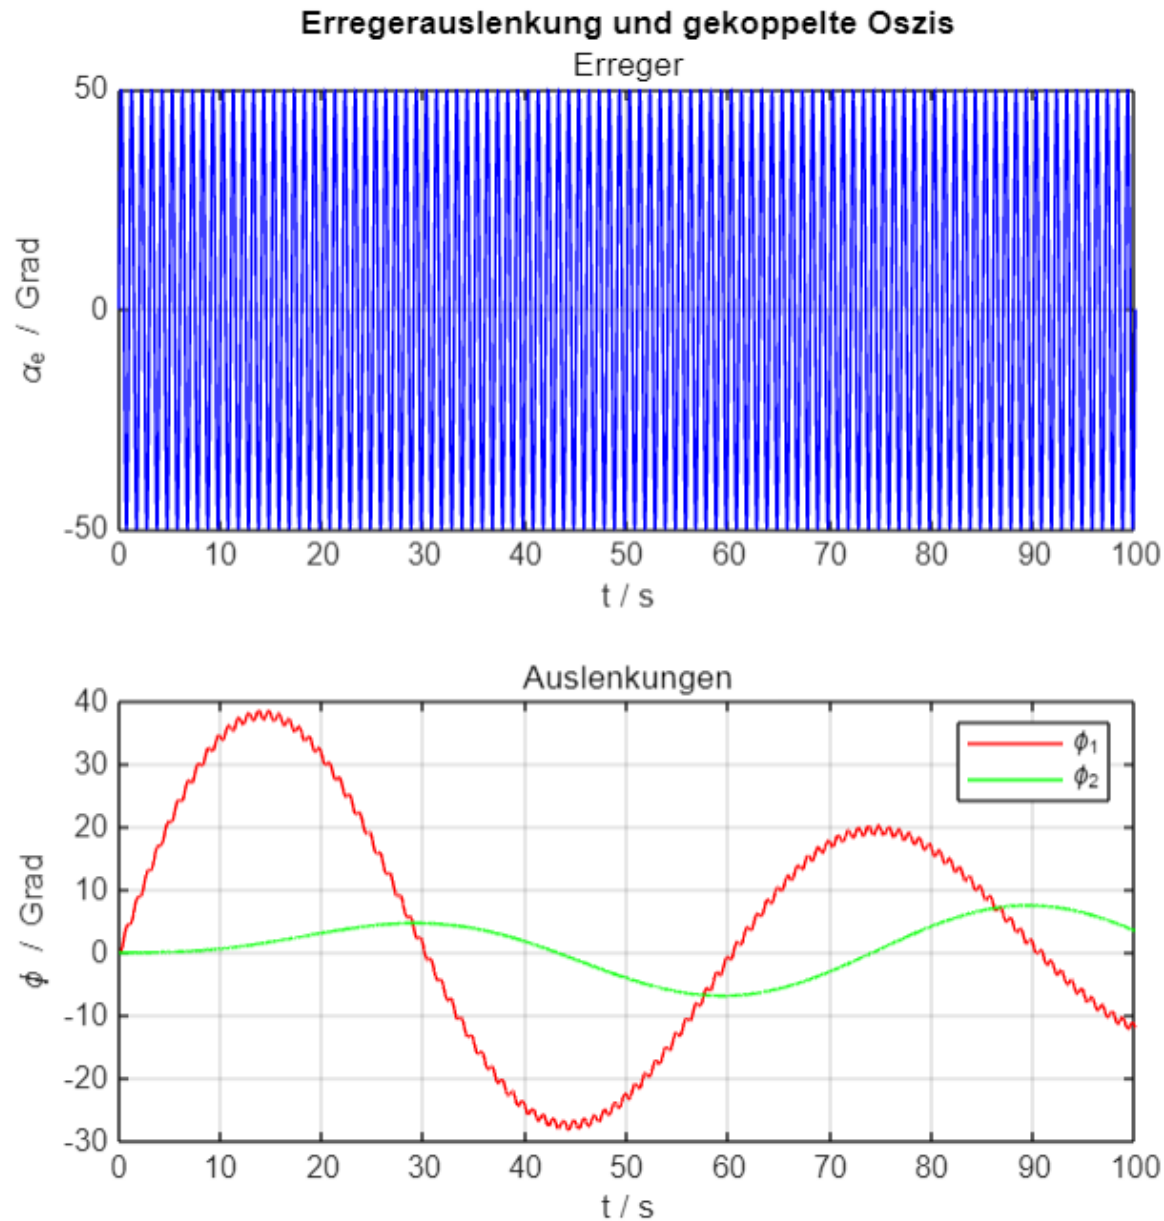 Erregerauslenkung und gekoppelte Oszis
Erreger
50
0
-50
αe / Grad
0 10 20 30 40 50 60 70 80 90 100
t / s
Auslenkungen
40
30
20
10
0
-10
-20
-30
ϕ / Grad
ϕ1
ϕ2
0 10 20 30 40 50 60 70 80 90 100
t / s